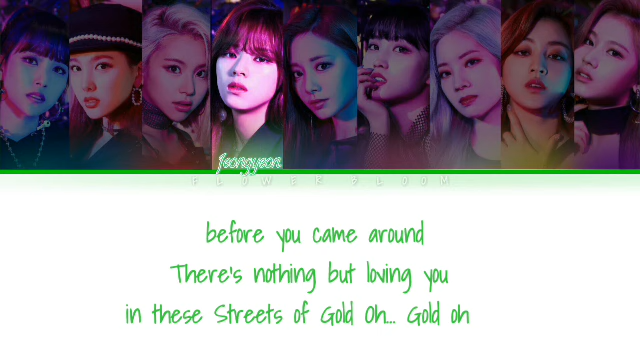 Jeongyeon
FLOWER BLOOM
before you came around
There's nothing but loving you
in these Streets of Gold Oh... Gold oh